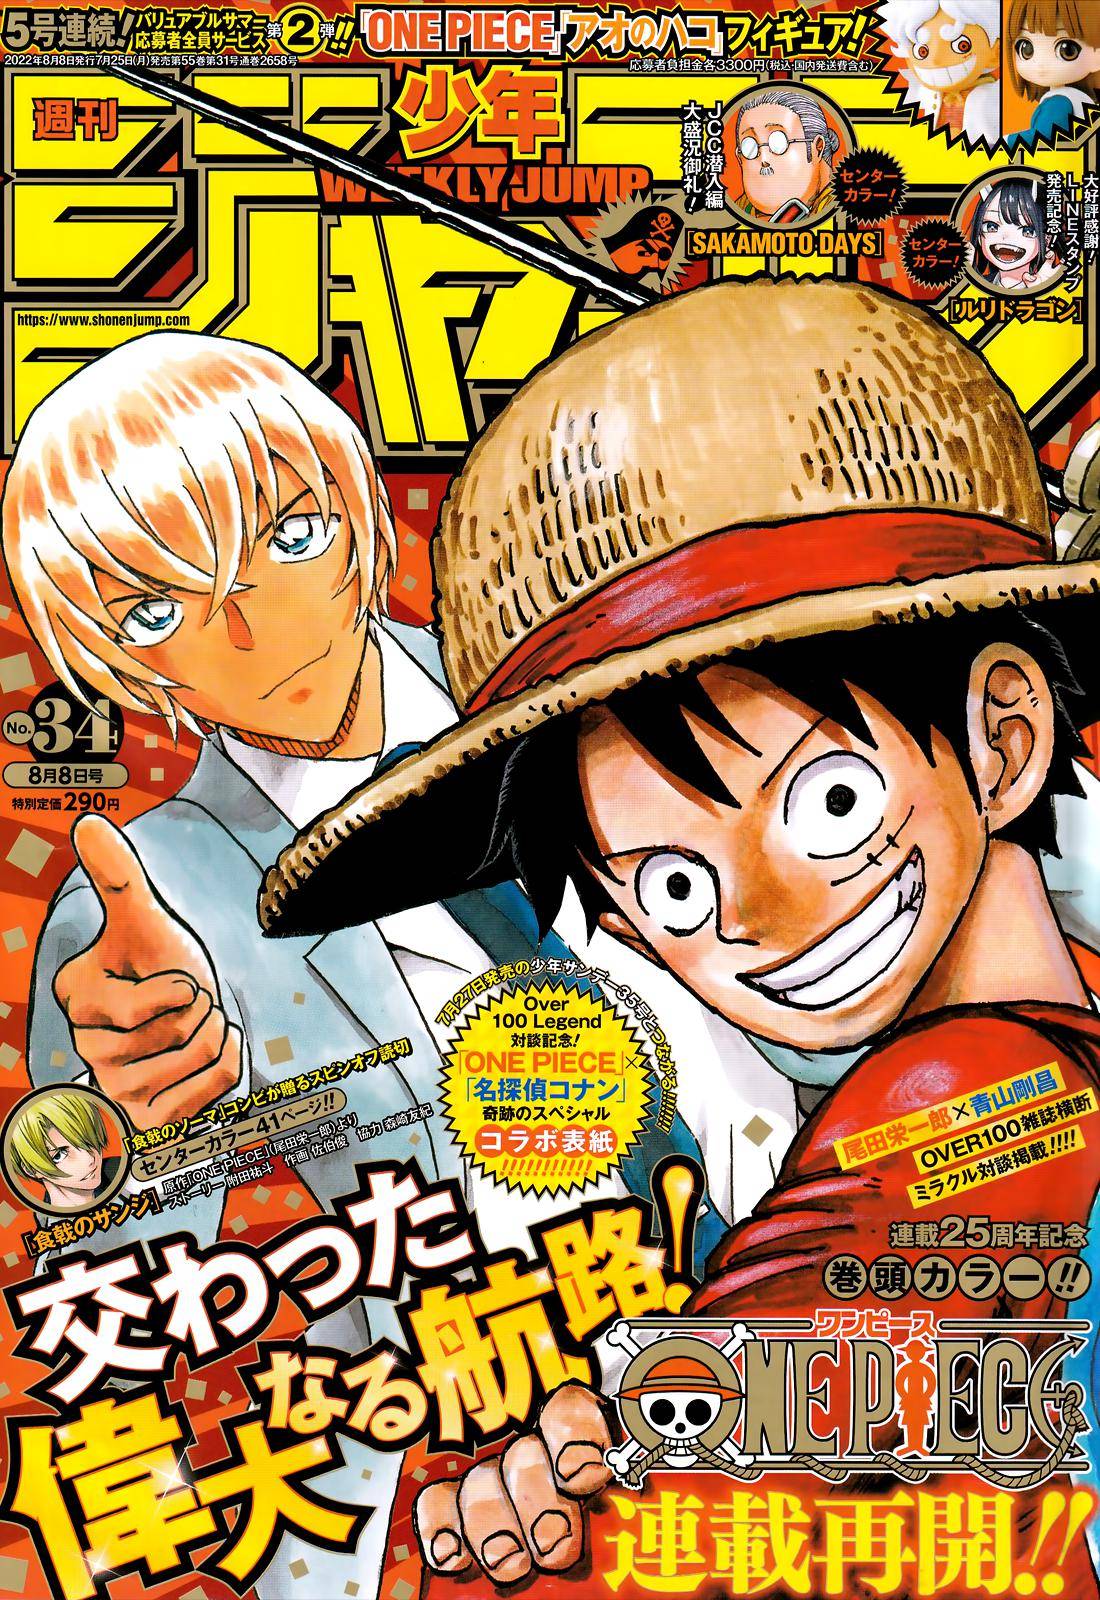 5号連続!バリュアブルサマー応募者全員サービス第②弾!!『ONE PIECE』『アオのハコ』フィギュア!
2022年8月8日発行7月25日(月)発売第55巻第31号通巻2658号
応募者負担金各3300円(税込・国内発送費含む)
週刊
少年
ジャンプ
WEEKLY JUMP
JCC潜入編
大盛況御礼!
センター
カラー!
[SAKAMOTO DAYS]
大好評感謝!
LINEスタンプ
発売記念!
センター
カラー!
[ルリドラゴン]
https://www.shonenjump.com
No.34
8月8日号
特別定価290円
7月27日発売の少年サンデー35号とつながる!!!!!!
Over
100 Legend
対談記念!
「ONE PIECE」×
「名探偵コナン」
奇跡のスペシャル
コラボ表紙
!!!!!!!!!!!
尾田栄一郎×青山剛昌
OVER100雑誌横断
ミラクル対談掲載!!!!
「食戟のソーマ」コンビが贈るスピンオフ読切
センターカラー41ページ!!
原作『ONE PIECE』(尾田栄一郎)より
ストーリー 附田祐斗 作画 佐伯俊 協力 森崎友紀
[食戟のサンジ]
交わった
偉大なる航路!
連載25周年記念
巻頭カラー!!
ワンピース
ONE PIECE
連載再開!!